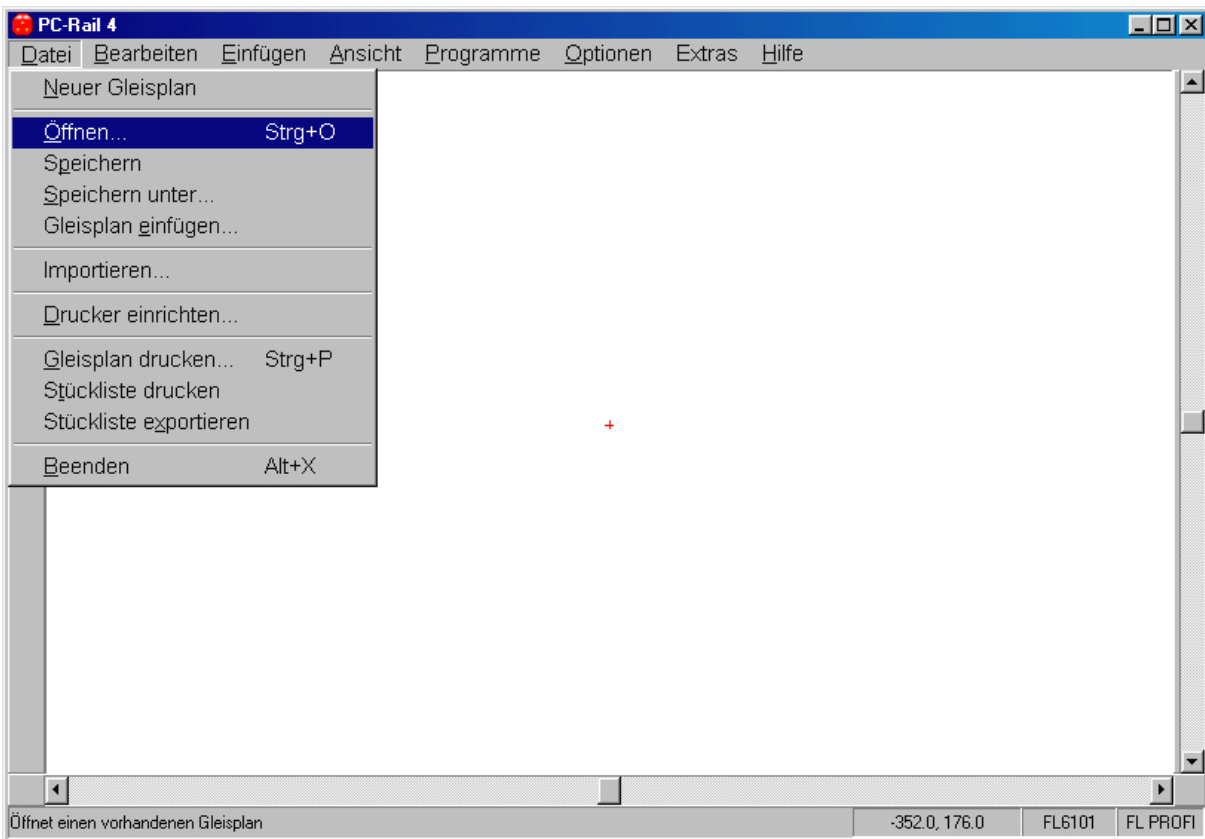 PC-Rail 4
Datei Bearbeiten Einfügen Ansicht Programme Optionen Extras Hilfe
Neuer Gleisplan
Öffnen... Strg+O
Speichern
Speichern unter...
Gleisplan einfügen...
Importieren...
Drucker einrichten...
Gleisplan drucken... Strg+P
Stückliste drucken
Stückliste exportieren
Beenden Alt+X
Öffnet einen vorhandenen Gleisplan -352.0, 176.0 FL6101 FL PROFI